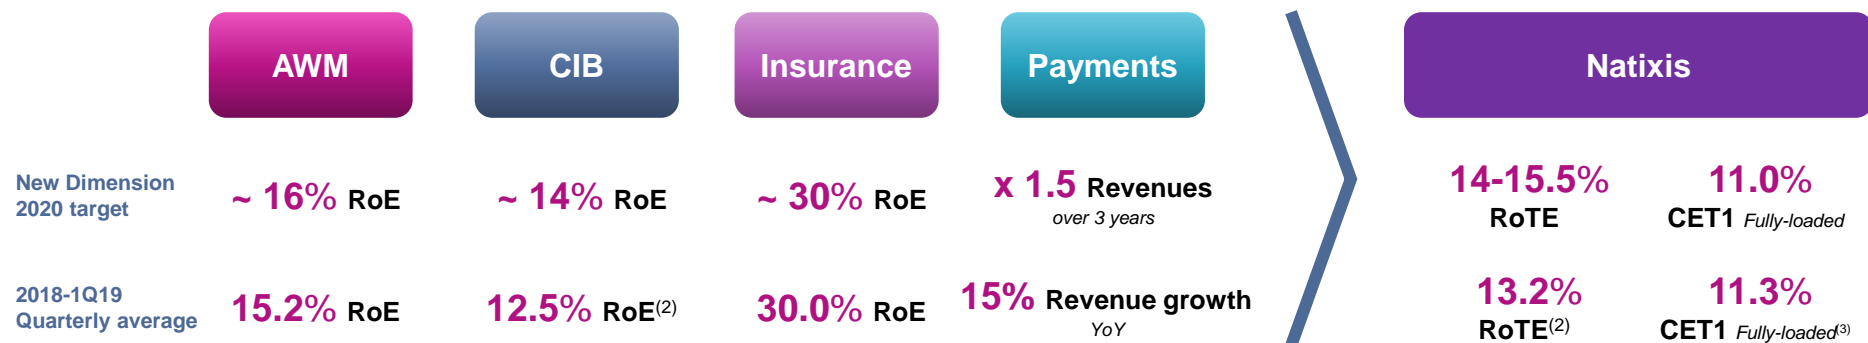 AWM
CIB
Insurance
Payments
Natixis
New Dimension
2020 target
~ 16% RoE
~ 14% RoE
~ 30% RoE
x 1.5 Revenues
over 3 years
14-15.5%
RoTE
11.0%
CET1 Fully-loaded
2018-1Q19
Quarterly average
15.2% RoE
12.5% RoE(2)
30.0% RoE
15% Revenue growth
YoY
13.2%
RoTE(2)
11.3%
CET1 Fully-loaded(3)